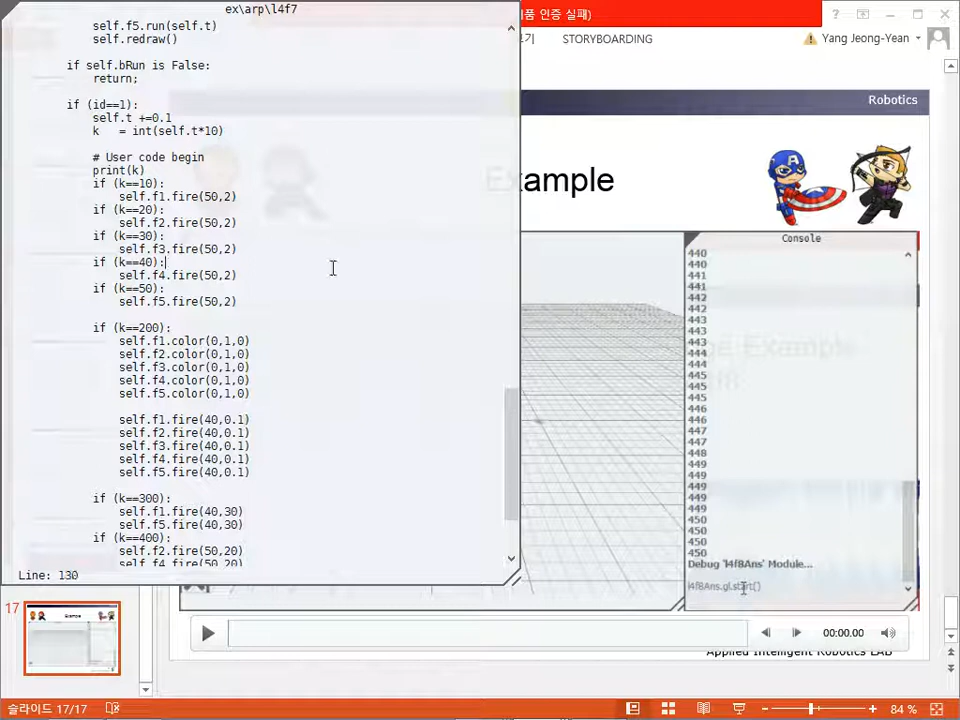 ex\arp\l4f7
self.f5.run(self.t)
self.redraw()
if self.bRun is False:
return;
if (id==1):
self.t +=0.1
k = int(self.t*10)
# User code begin
print(k)
if (k==10):
self.f1.fire(50,2)
if (k==20):
self.f2.fire(50,2)
if (k==30):
self.f3.fire(50,2)
if (k==40):
self.f4.fire(50,2)
if (k==50):
self.f5.fire(50,2)
if (k==200):
self.f1.color(0,1,0)
self.f2.color(0,1,0)
self.f3.color(0,1,0)
self.f4.color(0,1,0)
self.f5.color(0,1,0)
self.f1.fire(40,0.1)
self.f2.fire(40,0.1)
self.f3.fire(40,0.1)
self.f4.fire(40,0.1)
self.f5.fire(40,0.1)
if (k==300):
self.f1.fire(40,30)
self.f5.fire(40,30)
if (k==400):
self.f2.fire(50,20)
self.f4.fire(50,20)
Line: 130
품 인증 실패)
기
STORYBOARDING
Yang Jeong-Yean
Robotics
Example
Console
440
440
441
441
442
442
443
443
443
444
444
445
445
446
446
447
447
448
449
449
449
449
449
450
450
450
450
Debug 'l4f8Ans' Module...
l4f8Ans.gl.start()
00:00.00
Applied Intelligent Robotics LAB
17
슬라이드 17/17
84 %